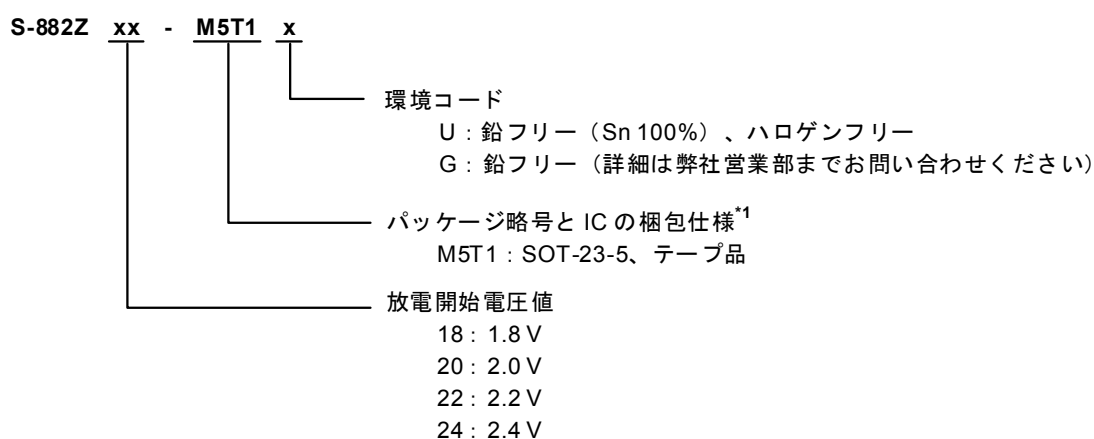 S-882Z xx - M5T1 x
環境コード
U：鉛フリー（Sn 100%）、ハロゲンフリー
G：鉛フリー（詳細は弊社営業部までお問い合わせください）
パッケージ略号と IC の梱包仕様*1
M5T1：SOT-23-5、テープ品
放電開始電圧値
18：1.8 V
20：2.0 V
22：2.2 V
24：2.4 V